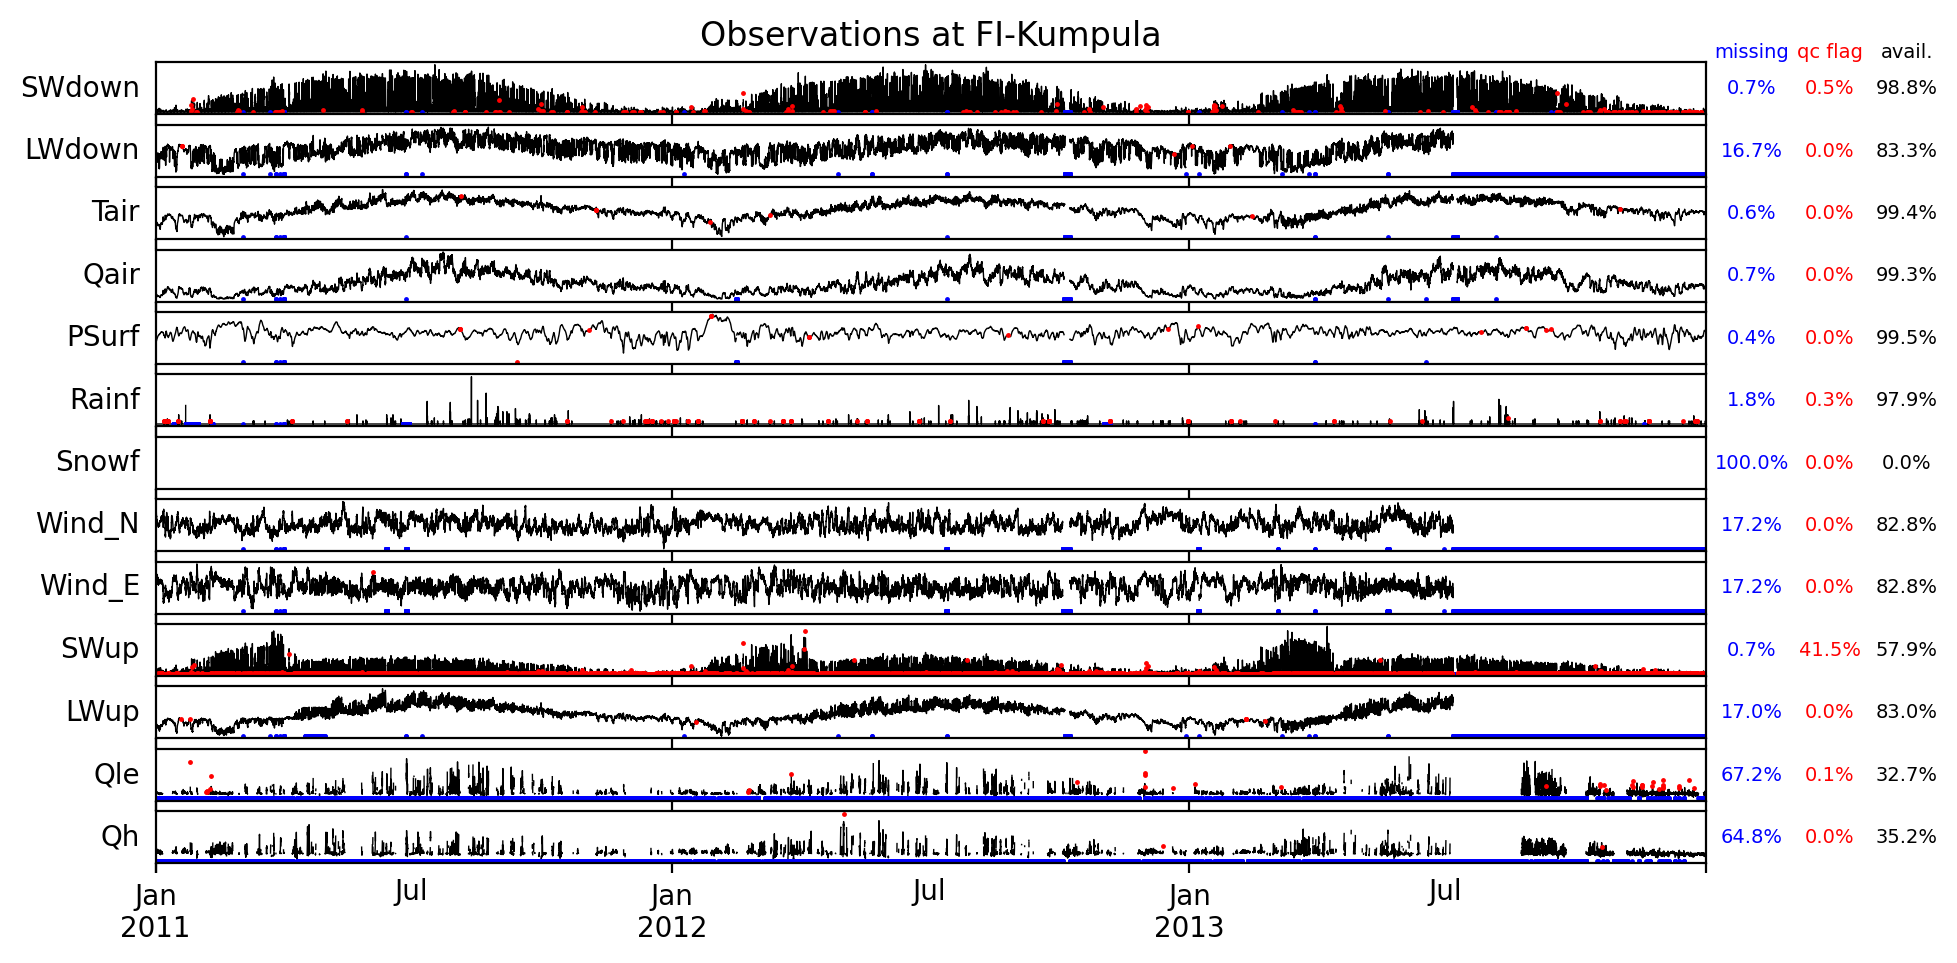 Observations at FI-Kumpula
missing qc flag avail.
SWdown 0.7% 0.5% 98.8%
LWdown 16.7% 0.0% 83.3%
Tair 0.6% 0.0% 99.4%
Qair 0.7% 0.0% 99.3%
PSurf 0.4% 0.0% 99.5%
Rainf 1.8% 0.3% 97.9%
Snowf 100.0% 0.0% 0.0%
Wind_N 17.2% 0.0% 82.8%
Wind_E 17.2% 0.0% 82.8%
SWup 0.7% 41.5% 57.9%
LWup 17.0% 0.0% 83.0%
Qle 67.2% 0.1% 32.7%
Qh 64.8% 0.0% 35.2%
Jan Jul Jan Jul Jan Jul
2011 2012 2013